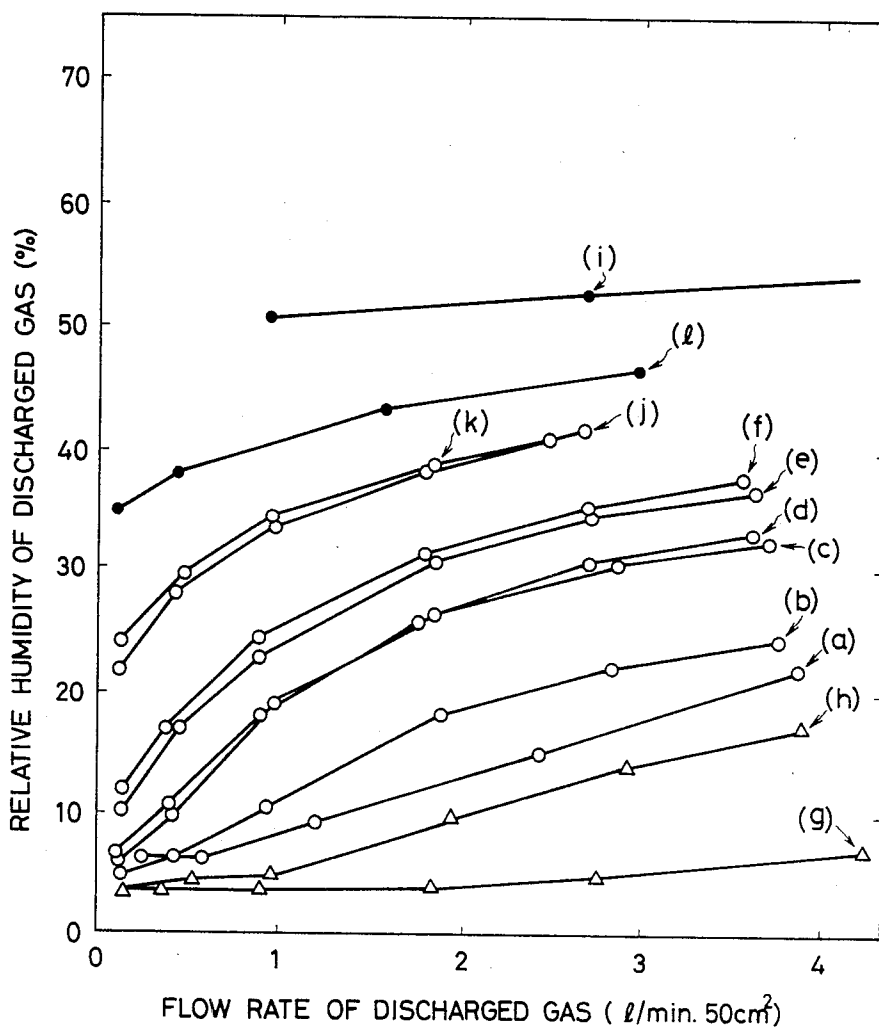 RELATIVE HUMIDITY OF DISCHARGED GAS (%)
70
60
50
40
30
20
10
0
(i)
(ℓ)
(k)
(j)
(f)
(e)
(d)
(c)
(b)
(a)
(h)
(g)
0 1 2 3 4
FLOW RATE OF DISCHARGED GAS ( ℓ/min. 50cm²)